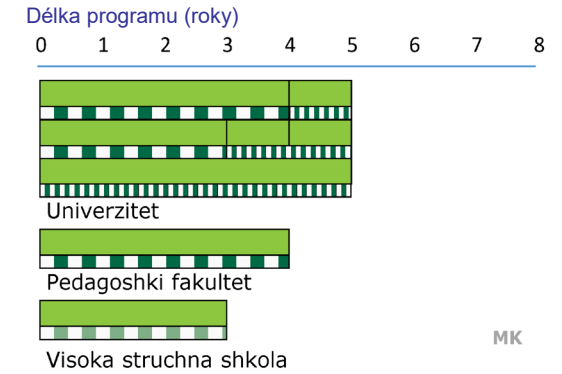 Délka programu (roky)
0 1 2 3 4 5 6 7 8
Univerzitet
Pedagoshki fakultet
Visoka struchna shkola
MK